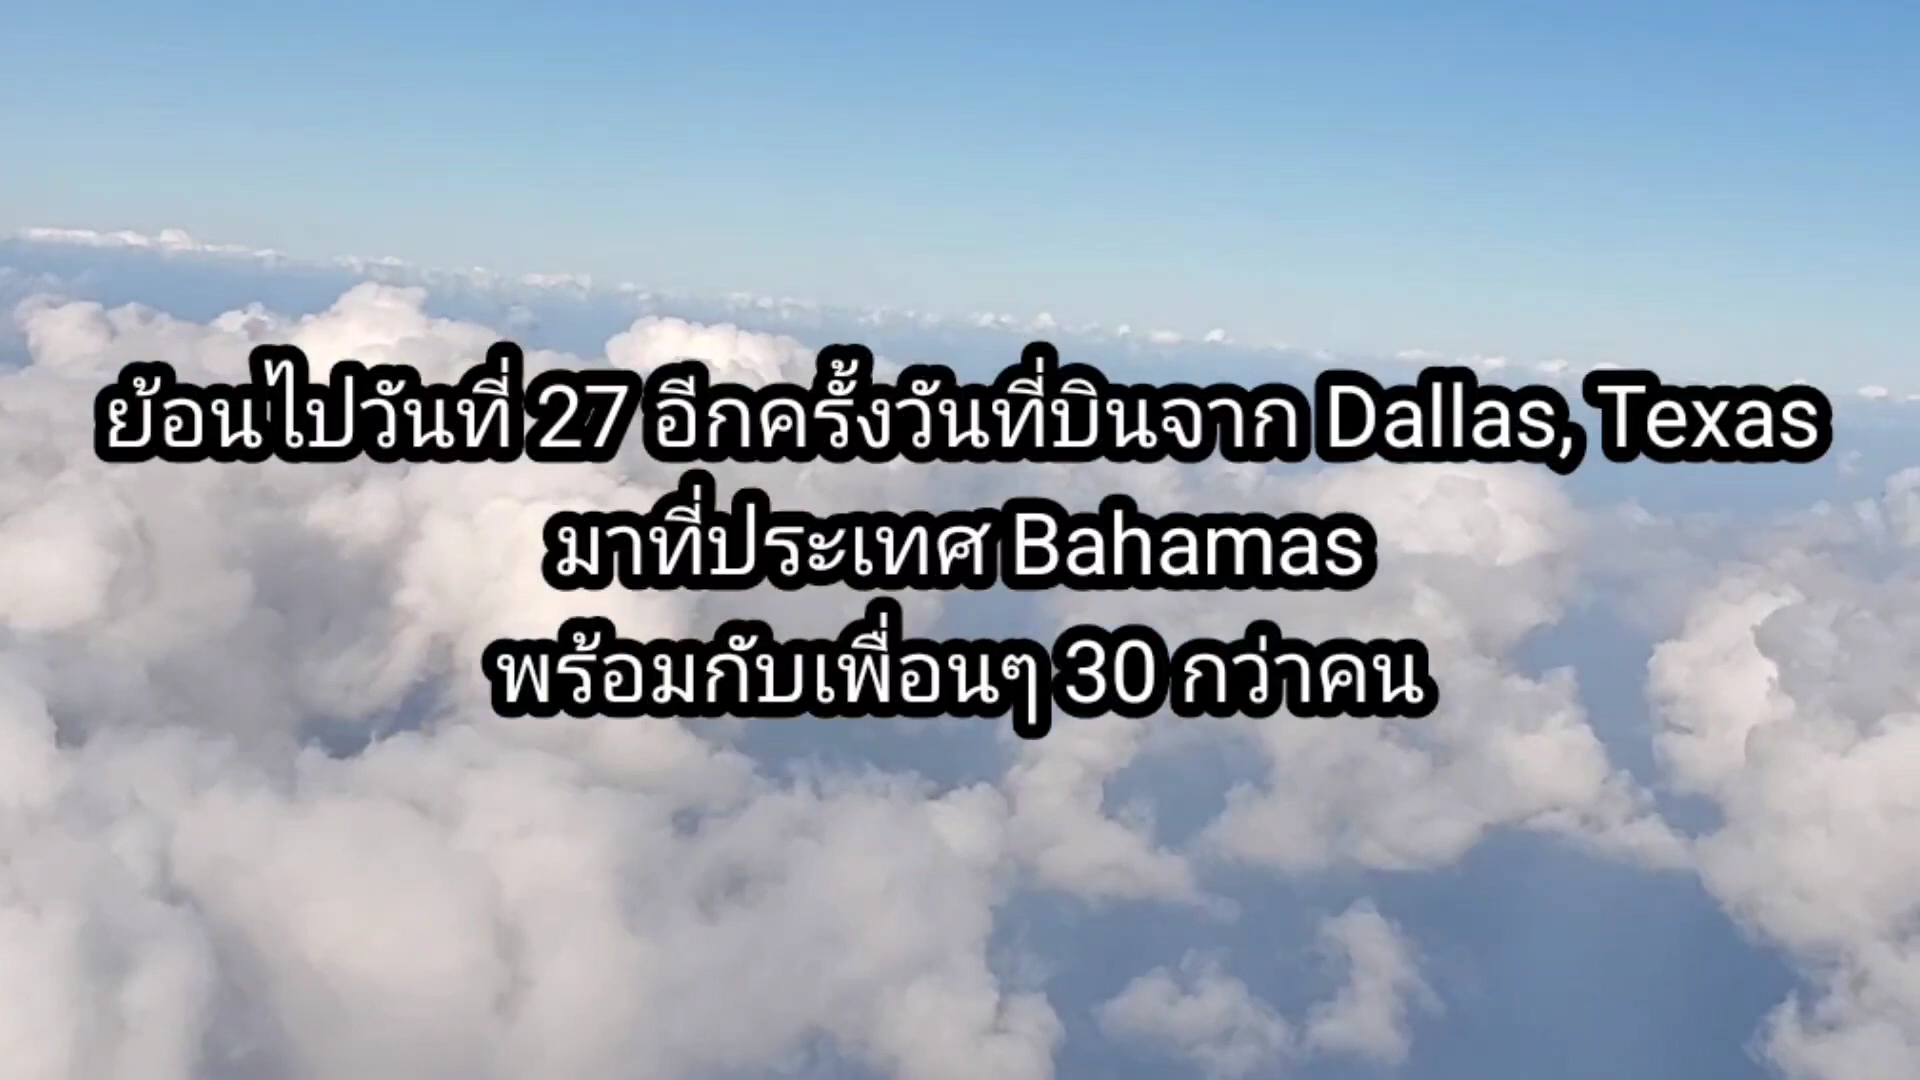 ย้อนไปวันที่ 27 อีกครั้งวันที่บินจาก Dallas, Texas
มาที่ประเทศ Bahamas
พร้อมกับเพื่อนๆ 30 กว่าคน